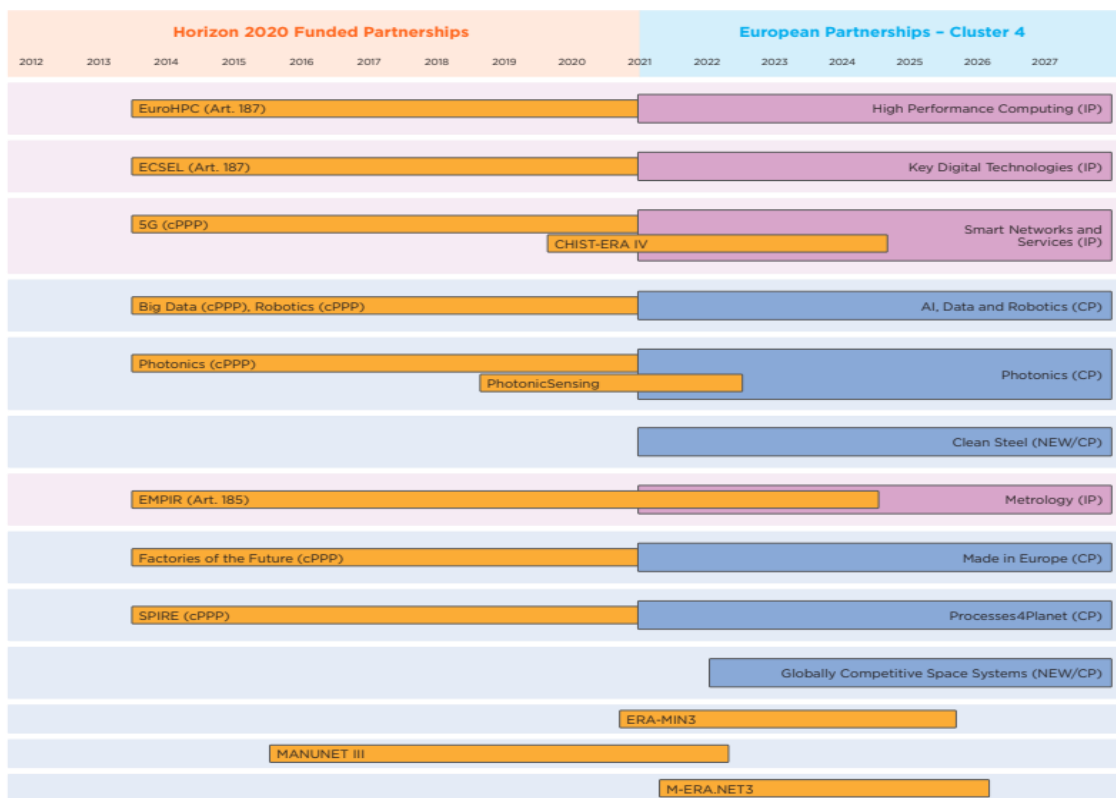 Horizon 2020 Funded Partnerships
European Partnerships – Cluster 4
2012 2013 2014 2015 2016 2017 2018 2019 2020 2021 2022 2023 2024 2025 2026 2027
EuroHPC (Art. 187)
High Performance Computing (IP)
ECSEL (Art. 187)
Key Digital Technologies (IP)
5G (cPPP)
CHIST-ERA IV
Smart Networks and
Services (IP)
Big Data (cPPP), Robotics (cPPP)
AI, Data and Robotics (CP)
Photonics (cPPP)
PhotonicSensing
Photonics (CP)
Clean Steel (NEW/CP)
EMPIR (Art. 185)
Metrology (IP)
Factories of the Future (cPPP)
Made in Europe (CP)
SPIRE (cPPP)
Processes4Planet (CP)
Globally Competitive Space Systems (NEW/CP)
ERA-MIN3
MANUNET III
M-ERA.NET3